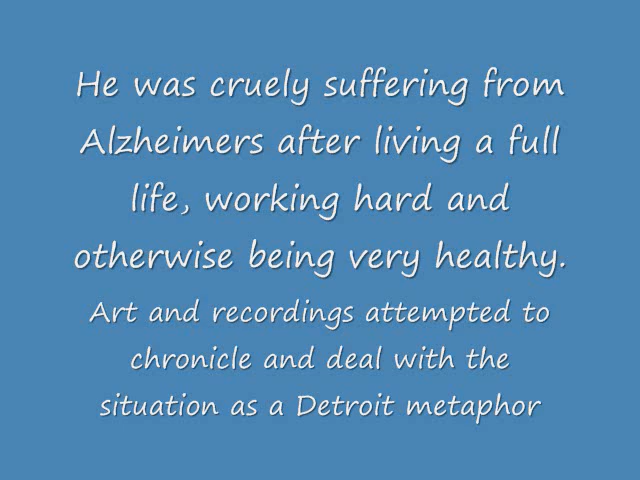 He was cruely suffering from
Alzheimers after living a full
life, working hard and
otherwise being very healthy.
Art and recordings attempted to
chronicle and deal with the
situation as a Detroit metaphor